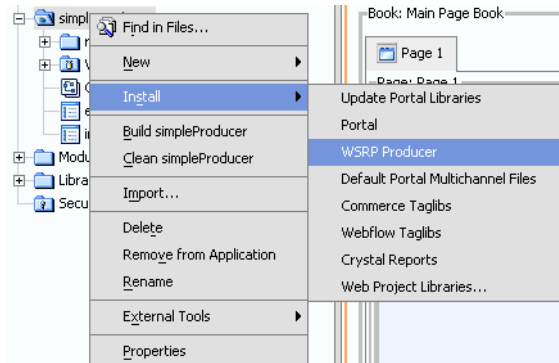 simpl
Find in Files...
New
Install
Build simpleProducer
Clean simpleProducer
Import...
Delete
Remove from Application
Rename
External Tools
Properties
Modu
Libra
Secu
Book: Main Page Book
Page 1
Page: Page 1
Update Portal Libraries
Portal
WSRP Producer
Default Portal Multichannel Files
Commerce Taglibs
Webflow Taglibs
Crystal Reports
Web Project Libraries...